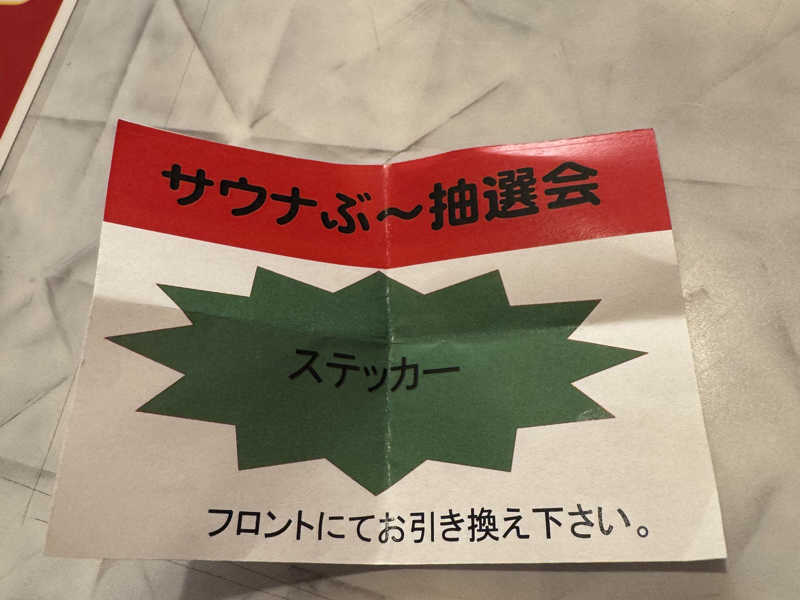 サウナぶ〜抽選会
ステッカー
フロントにてお引き換え下さい。